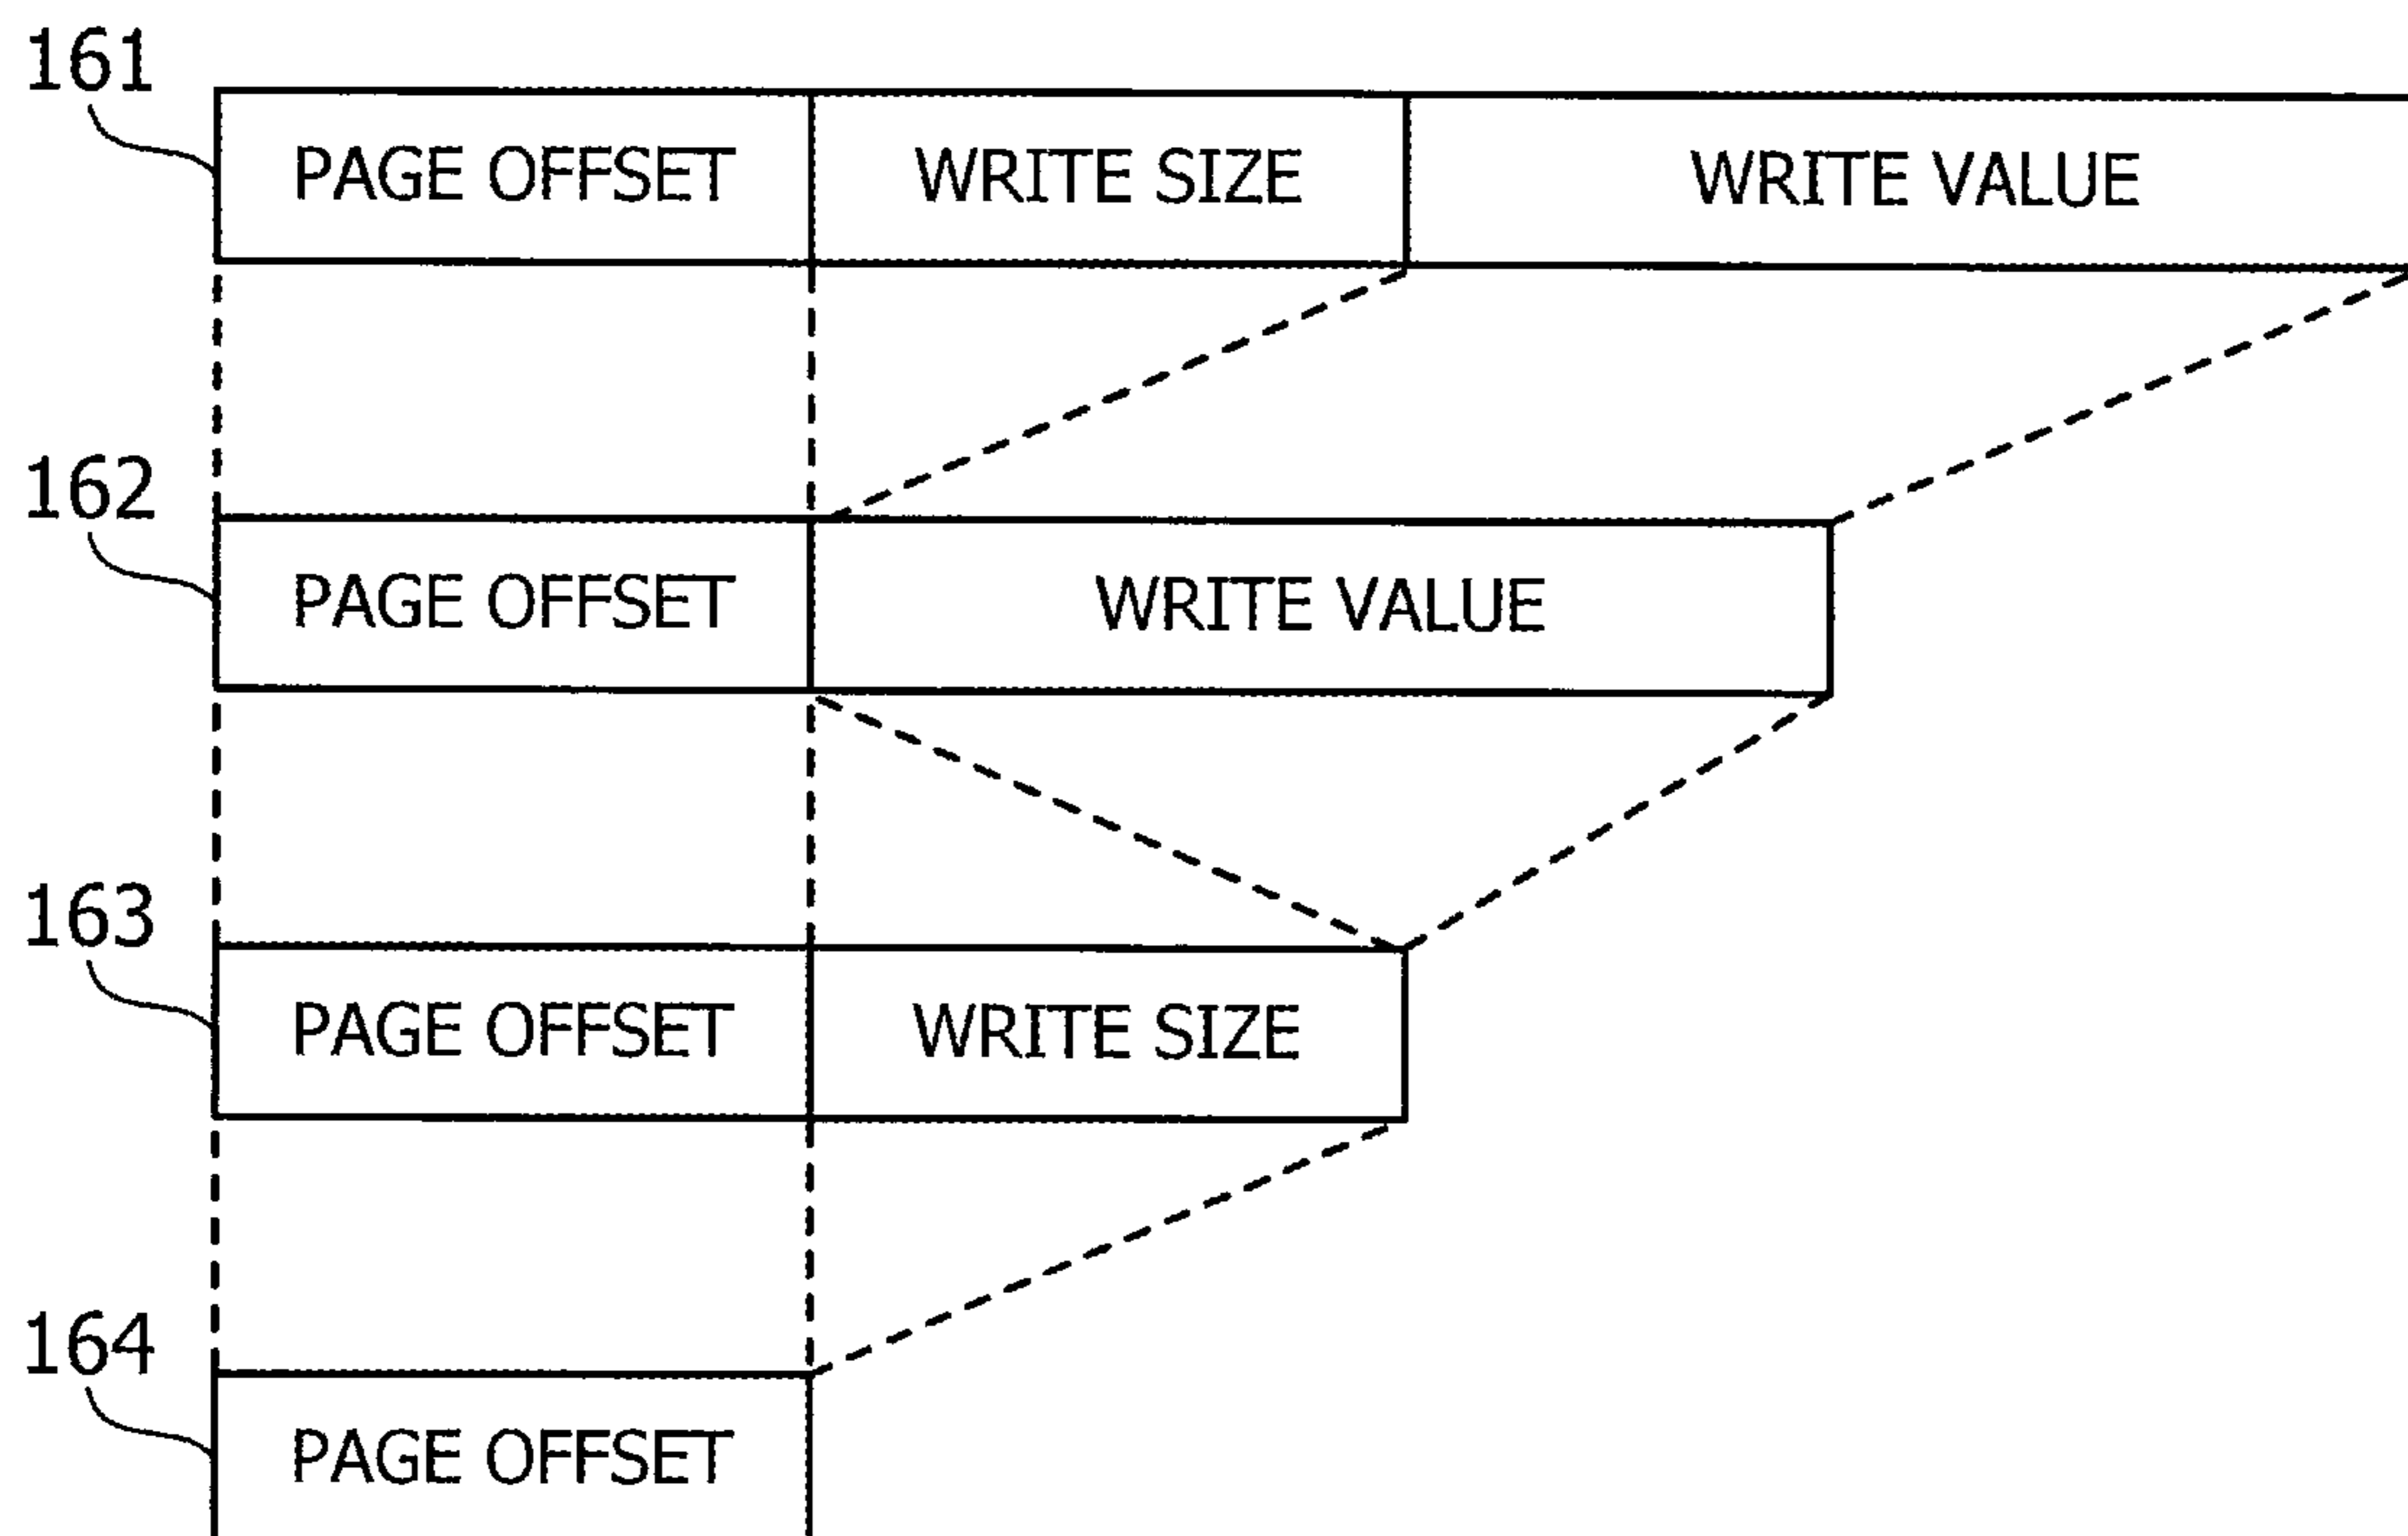 161
PAGE OFFSET WRITE SIZE WRITE VALUE
162
PAGE OFFSET WRITE VALUE
163
PAGE OFFSET WRITE SIZE
164
PAGE OFFSET